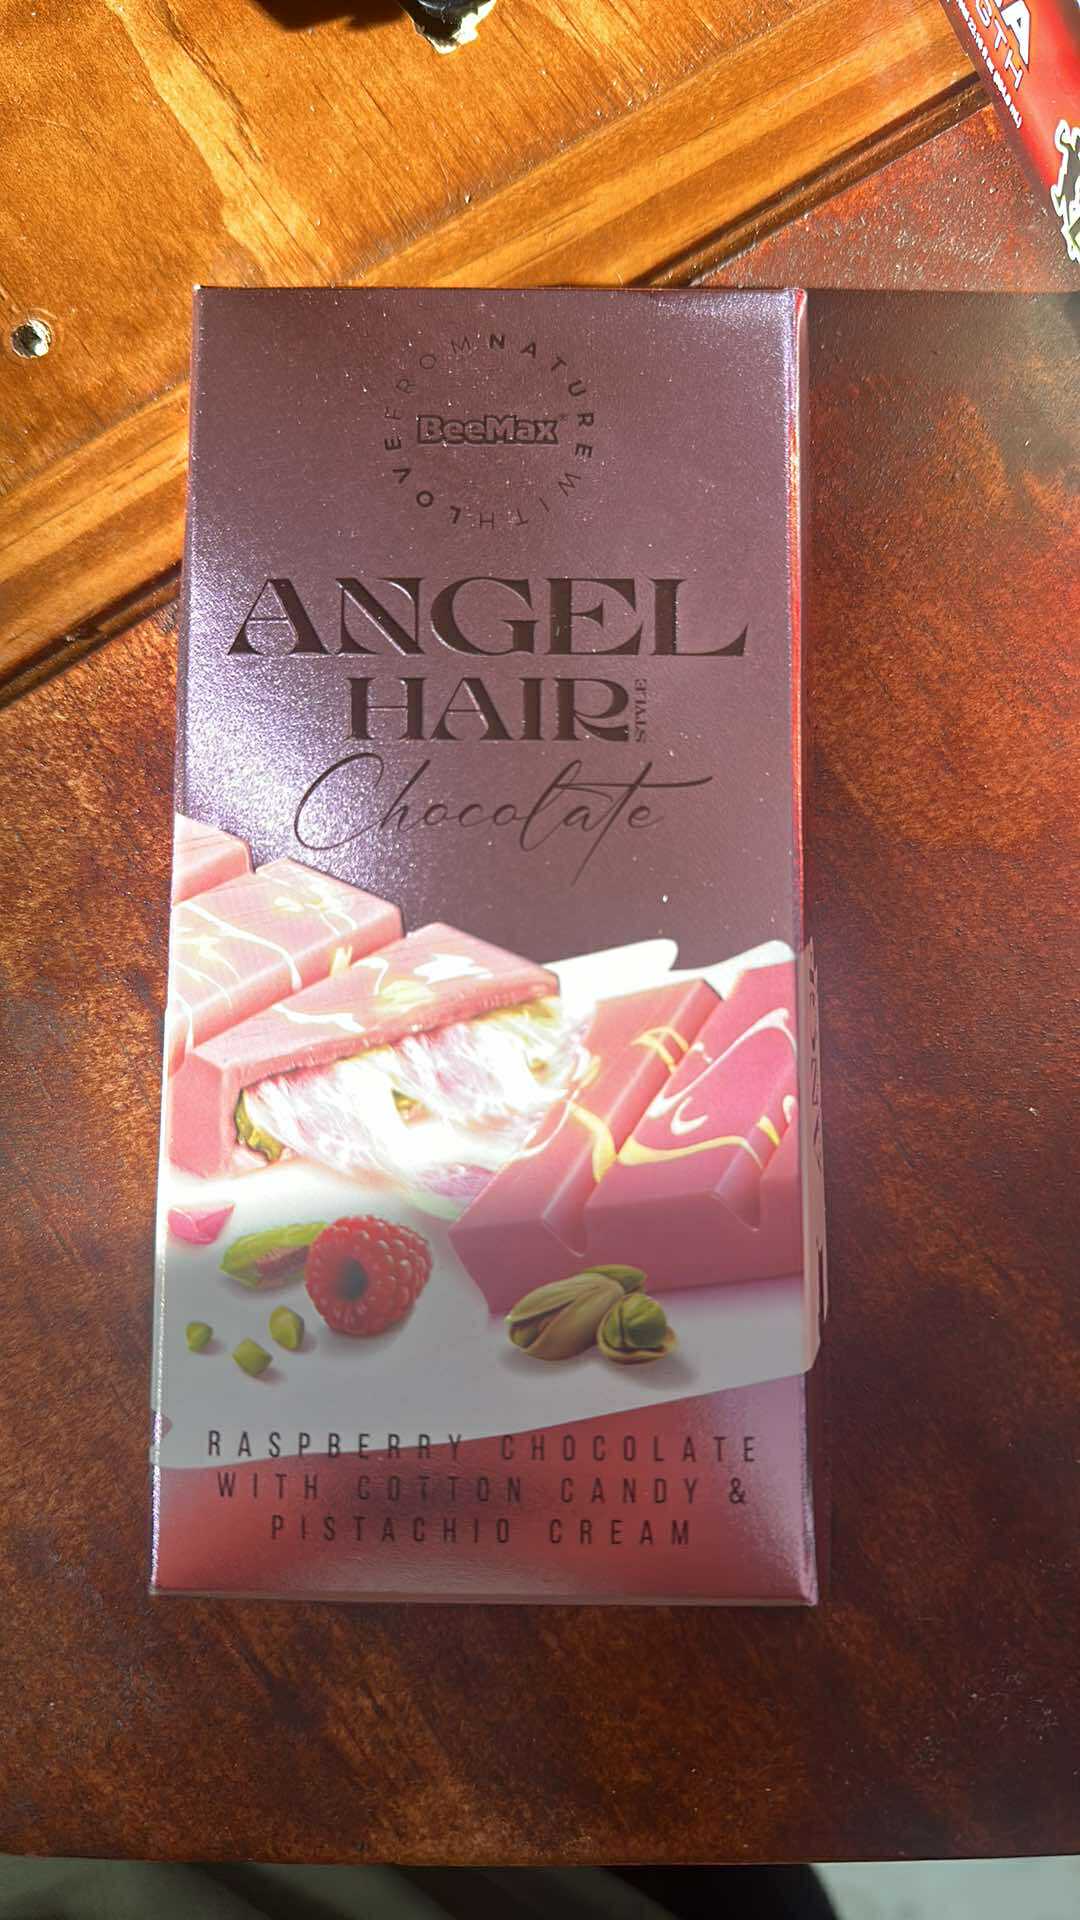 FROM NATURE WITH LOVE
BeeMax®
ANGEL
HAIR STYLE
Chocolate
RASPBERRY CHOCOLATE
WITH COTTON CANDY &
PISTACHIO CREAM